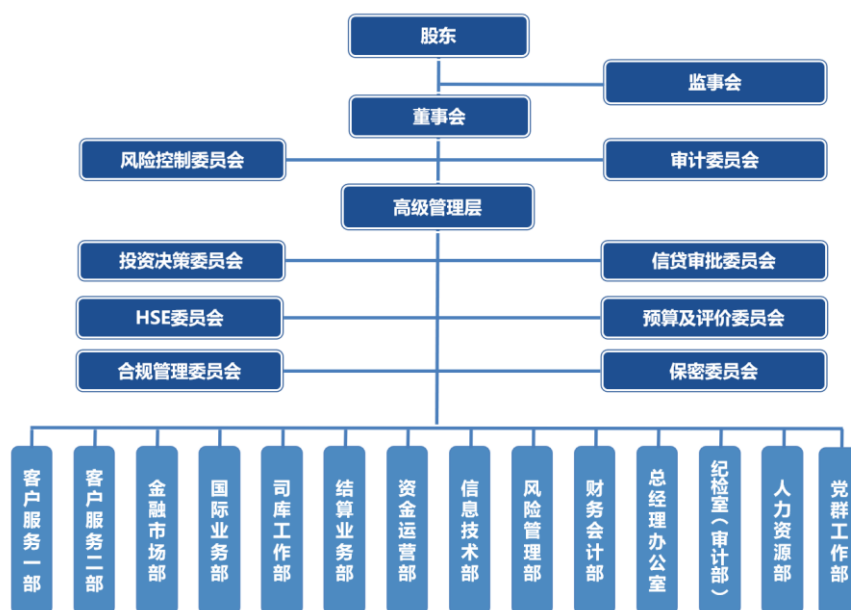 股东
监事会
董事会
风险控制委员会
审计委员会
高级管理层
投资决策委员会
信贷审批委员会
HSE委员会
预算及评价委员会
合规管理委员会
保密委员会
客户服务一部
客户服务二部
金融市场部
国际业务部
司库工作部
结算业务部
资金运营部
信息技术部
风险管理部
财务会计部
总经理办公室
纪检室（审计部）
人力资源部
党群工作部